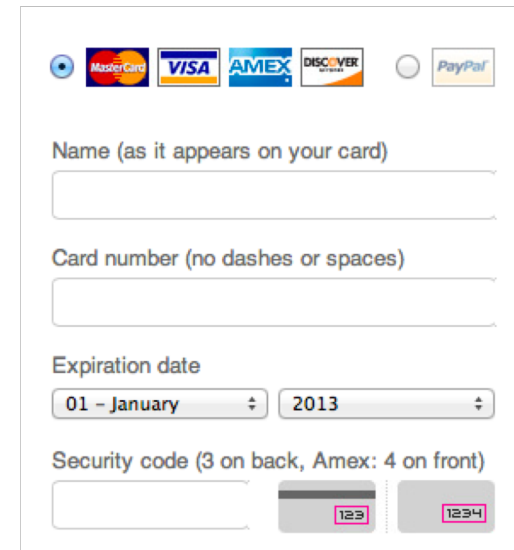 MasterCard VISA AMEX DISCOVER PayPal
Name (as it appears on your card)
Card number (no dashes or spaces)
Expiration date
01 – January 2013
Security code (3 on back, Amex: 4 on front)
123 1234